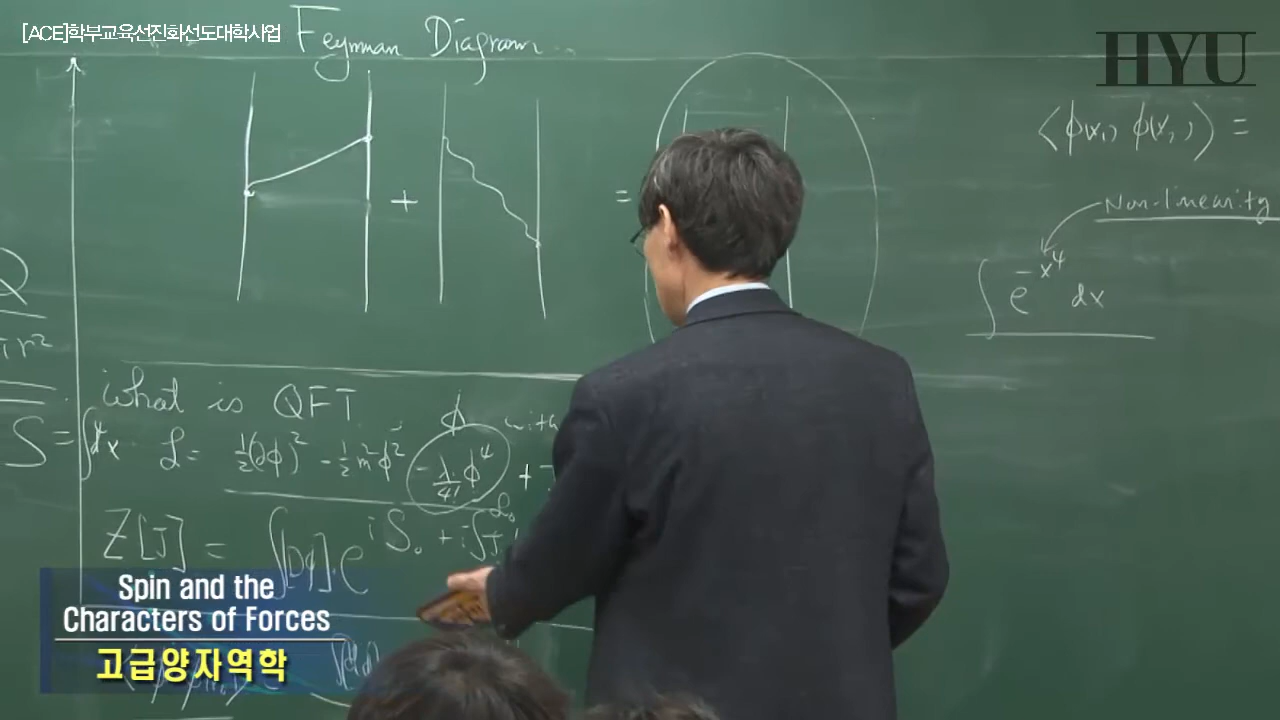 [ACE]학부교육선진화선도대학사업
HYU
Feynman Diagram...
+ =
⟨ϕ(x₁) ϕ(x₂)⟩ =
Non-linearity
∫ e^{-x⁴} dx
Q
πr²
What is QFT
ϕ with
S = ∫d⁴x ℒ = ½(∂ϕ)² - ½m²ϕ² - λ/4! ϕ⁴ +
Z[J] = ∫[Dϕ] e^{iS₀ + i∫J
Spin and the
Characters of Forces
고급양자역학